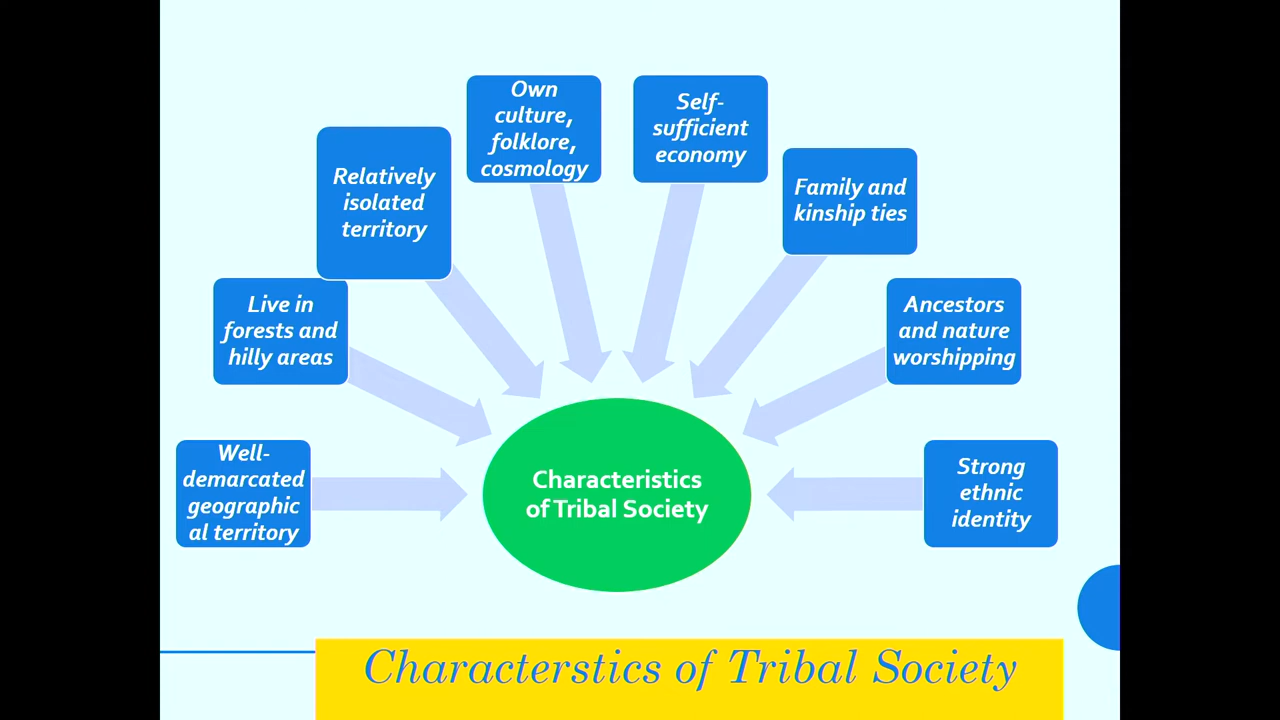 Own
culture,
folklore,
cosmology
Self-
sufficient
economy
Relatively
isolated
territory
Family and
kinship ties
Live in
forests and
hilly areas
Ancestors
and nature
worshipping
Well-
demarcated
geographic
al territory
Characteristics
of Tribal Society
Strong
ethnic
identity
Characterstics of Tribal Society